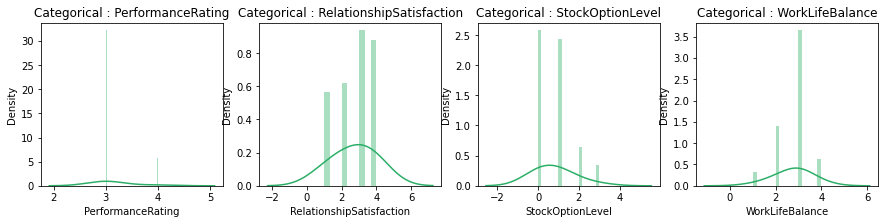 Categorical : PerformanceRating
30
25
20
15
10
5
0
Density
2 3 4 5
PerformanceRating
Categorical : RelationshipSatisfaction
0.8
0.6
0.4
0.2
0.0
Density
−2 0 2 4 6
RelationshipSatisfaction
Categorical : StockOptionLevel
2.5
2.0
1.5
1.0
0.5
0.0
Density
−2 0 2 4
StockOptionLevel
Categorical : WorkLifeBalance
3.5
3.0
2.5
2.0
1.5
1.0
0.5
0.0
Density
0 2 4 6
WorkLifeBalance